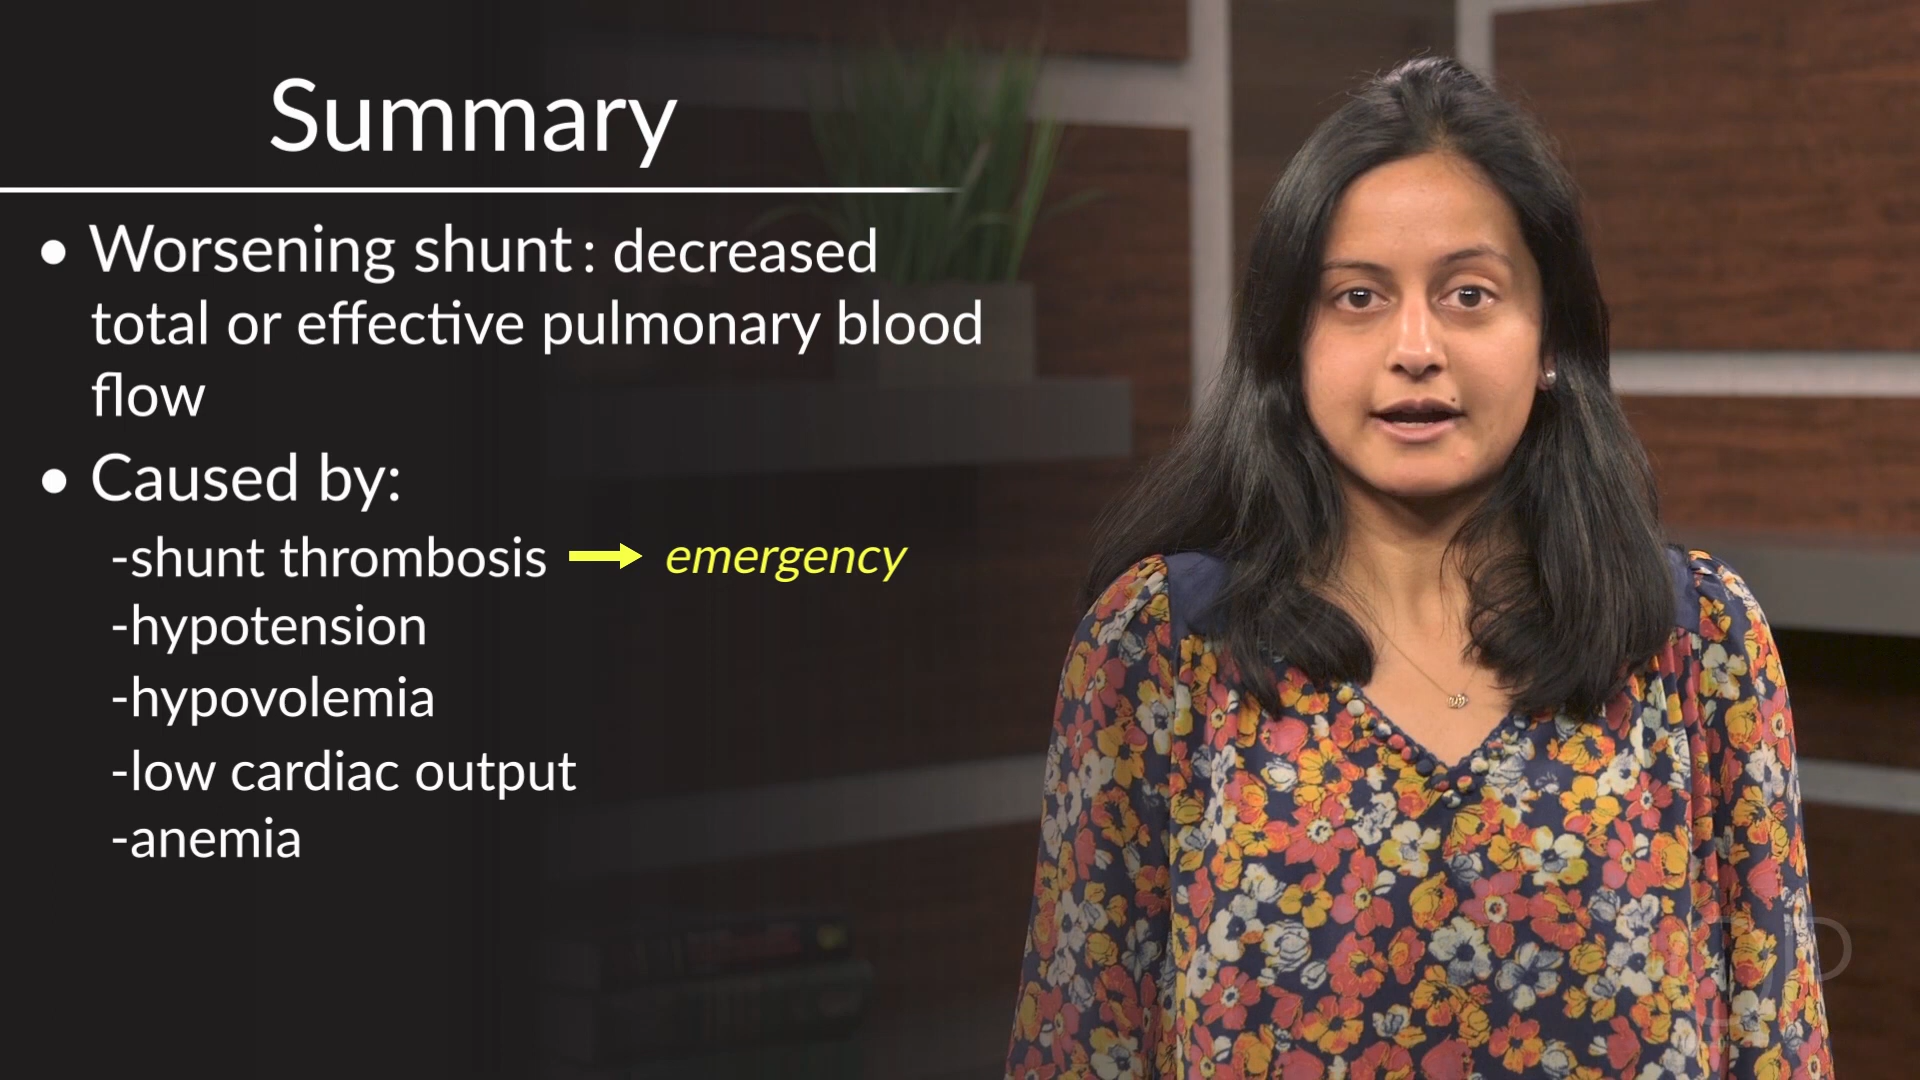 Summary
• Worsening shunt: decreased
total or effective pulmonary blood
flow
• Caused by:
-shunt thrombosis → emergency
-hypotension
-hypovolemia
-low cardiac output
-anemia